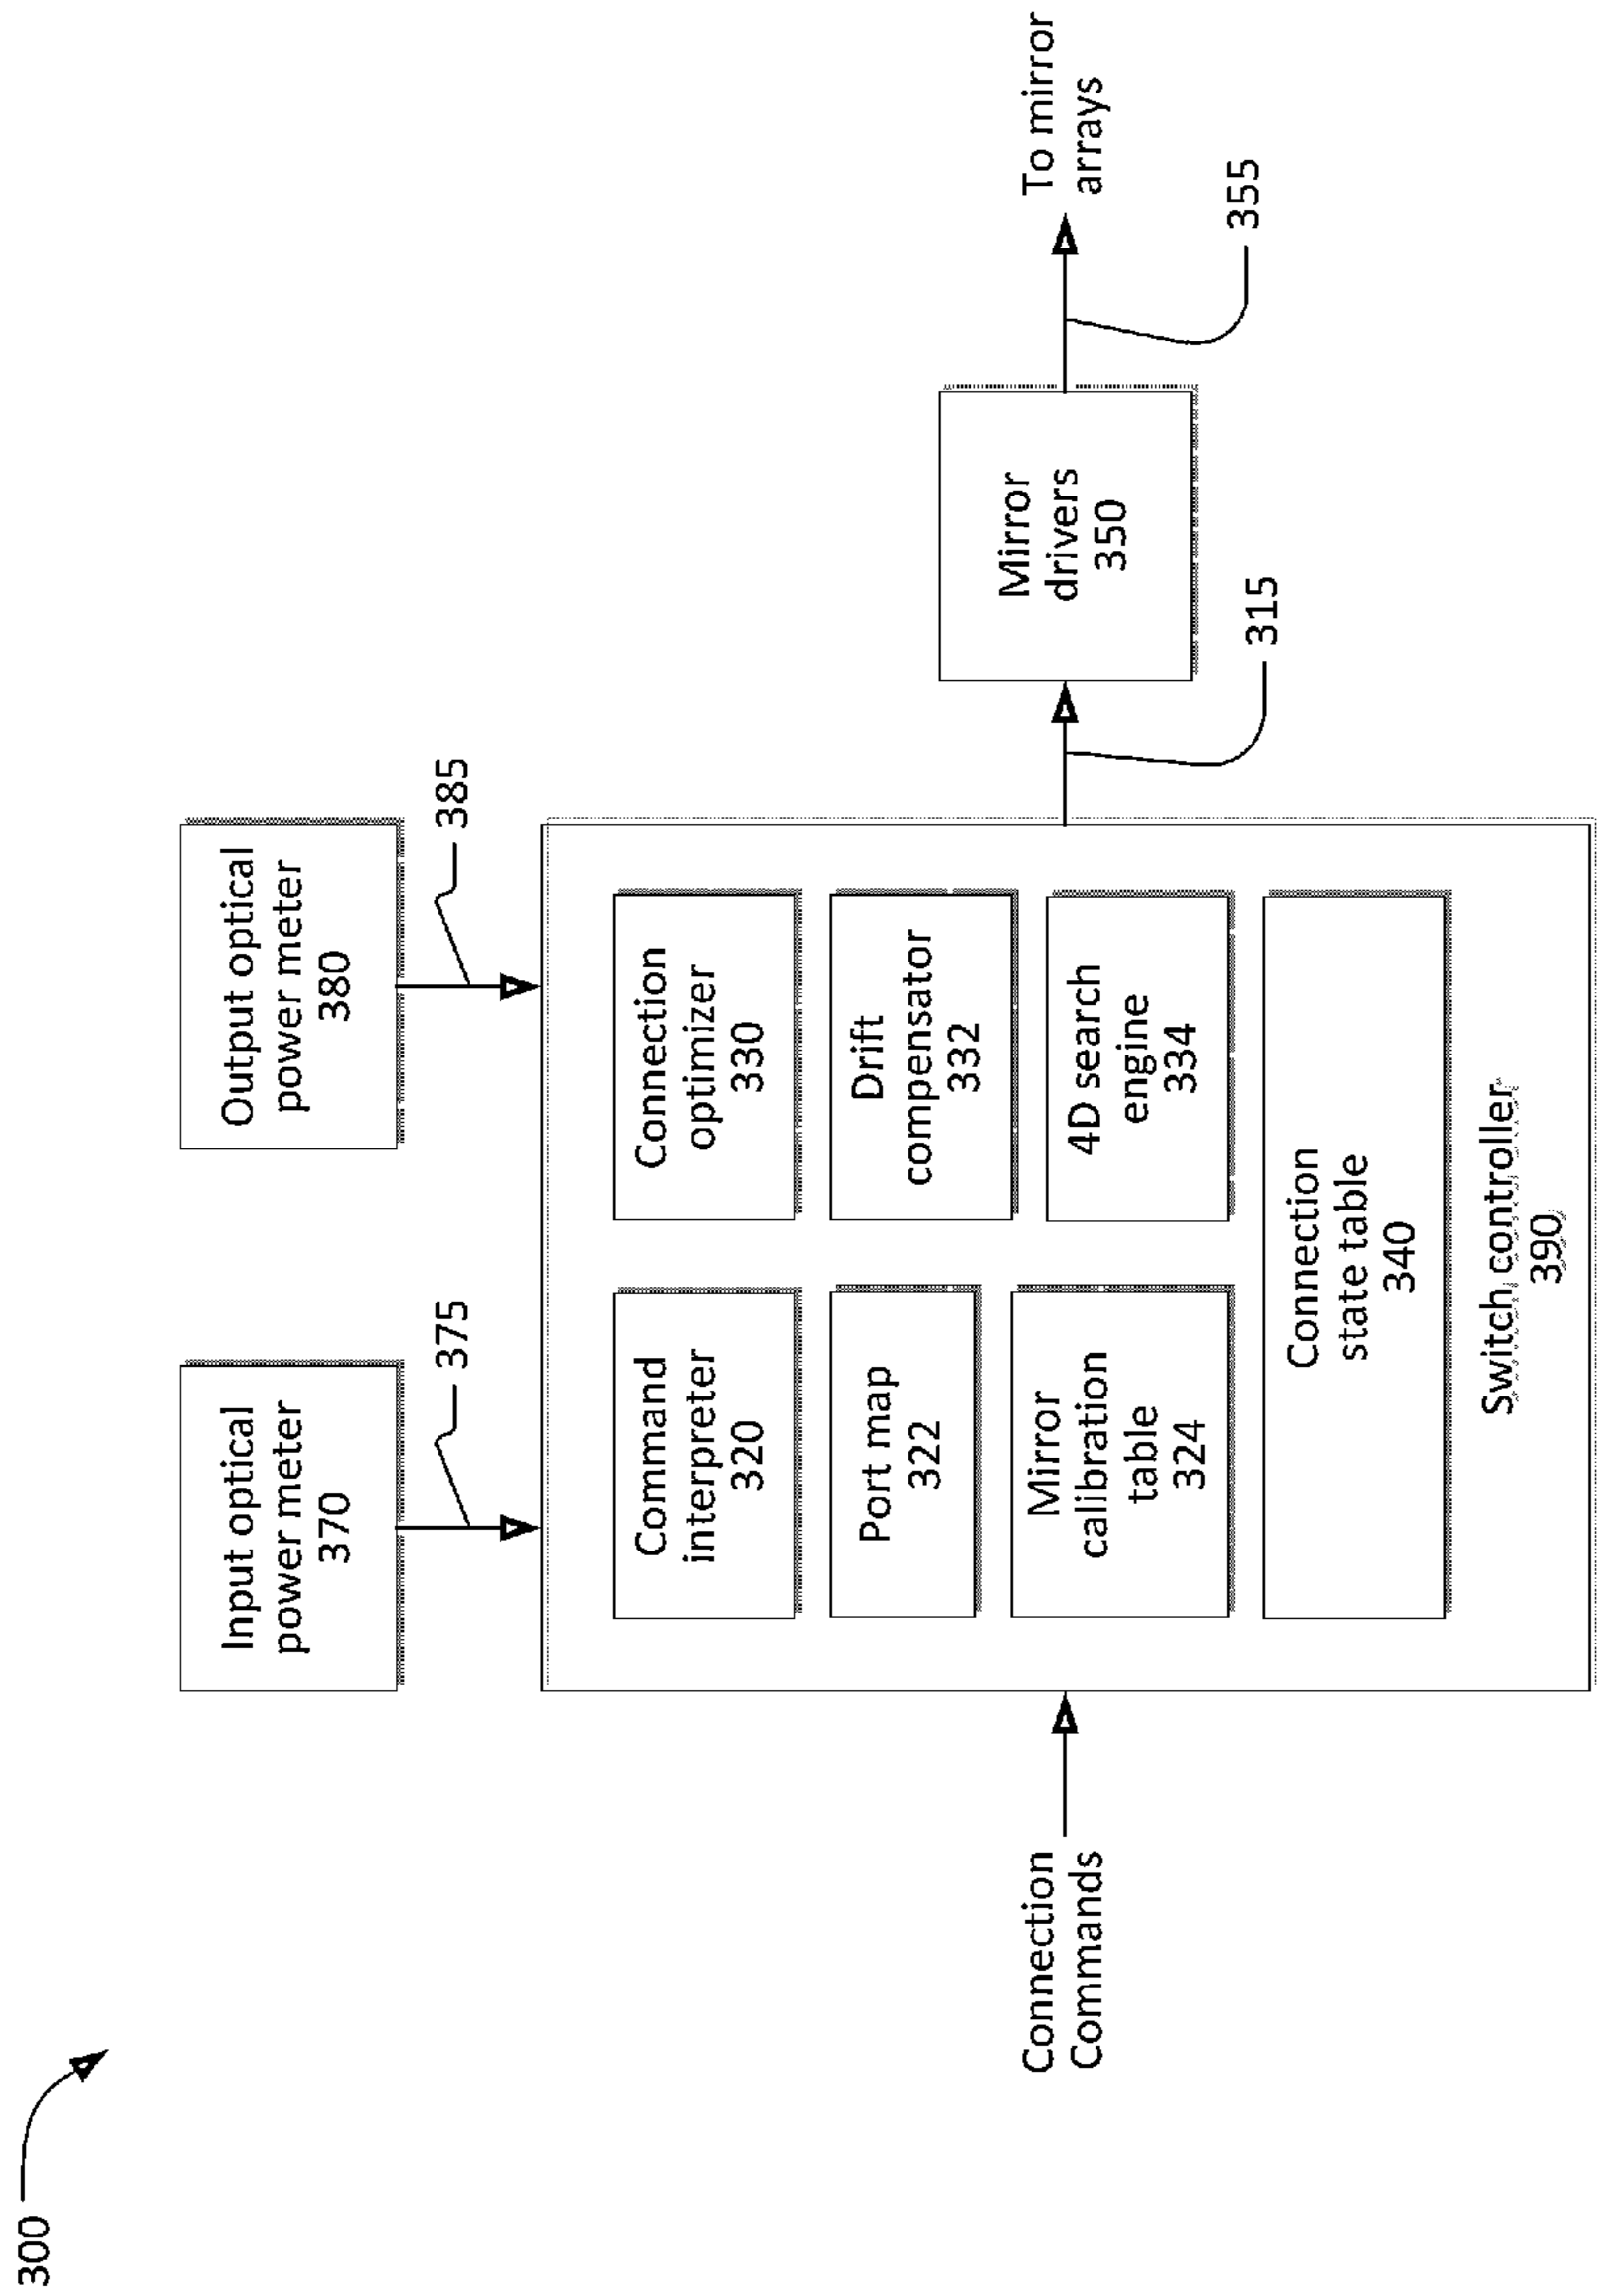 300
Input optical
power meter
370
375
Output optical
power meter
380
385
Connection
Commands
Command
interpreter
320
Connection
optimizer
330
Port map
322
Drift
compensator
332
Mirror
calibration
table
324
4D search
engine
334
Connection
state table
340
Switch controller
390
315
Mirror
drivers
350
355
To mirror
arrays